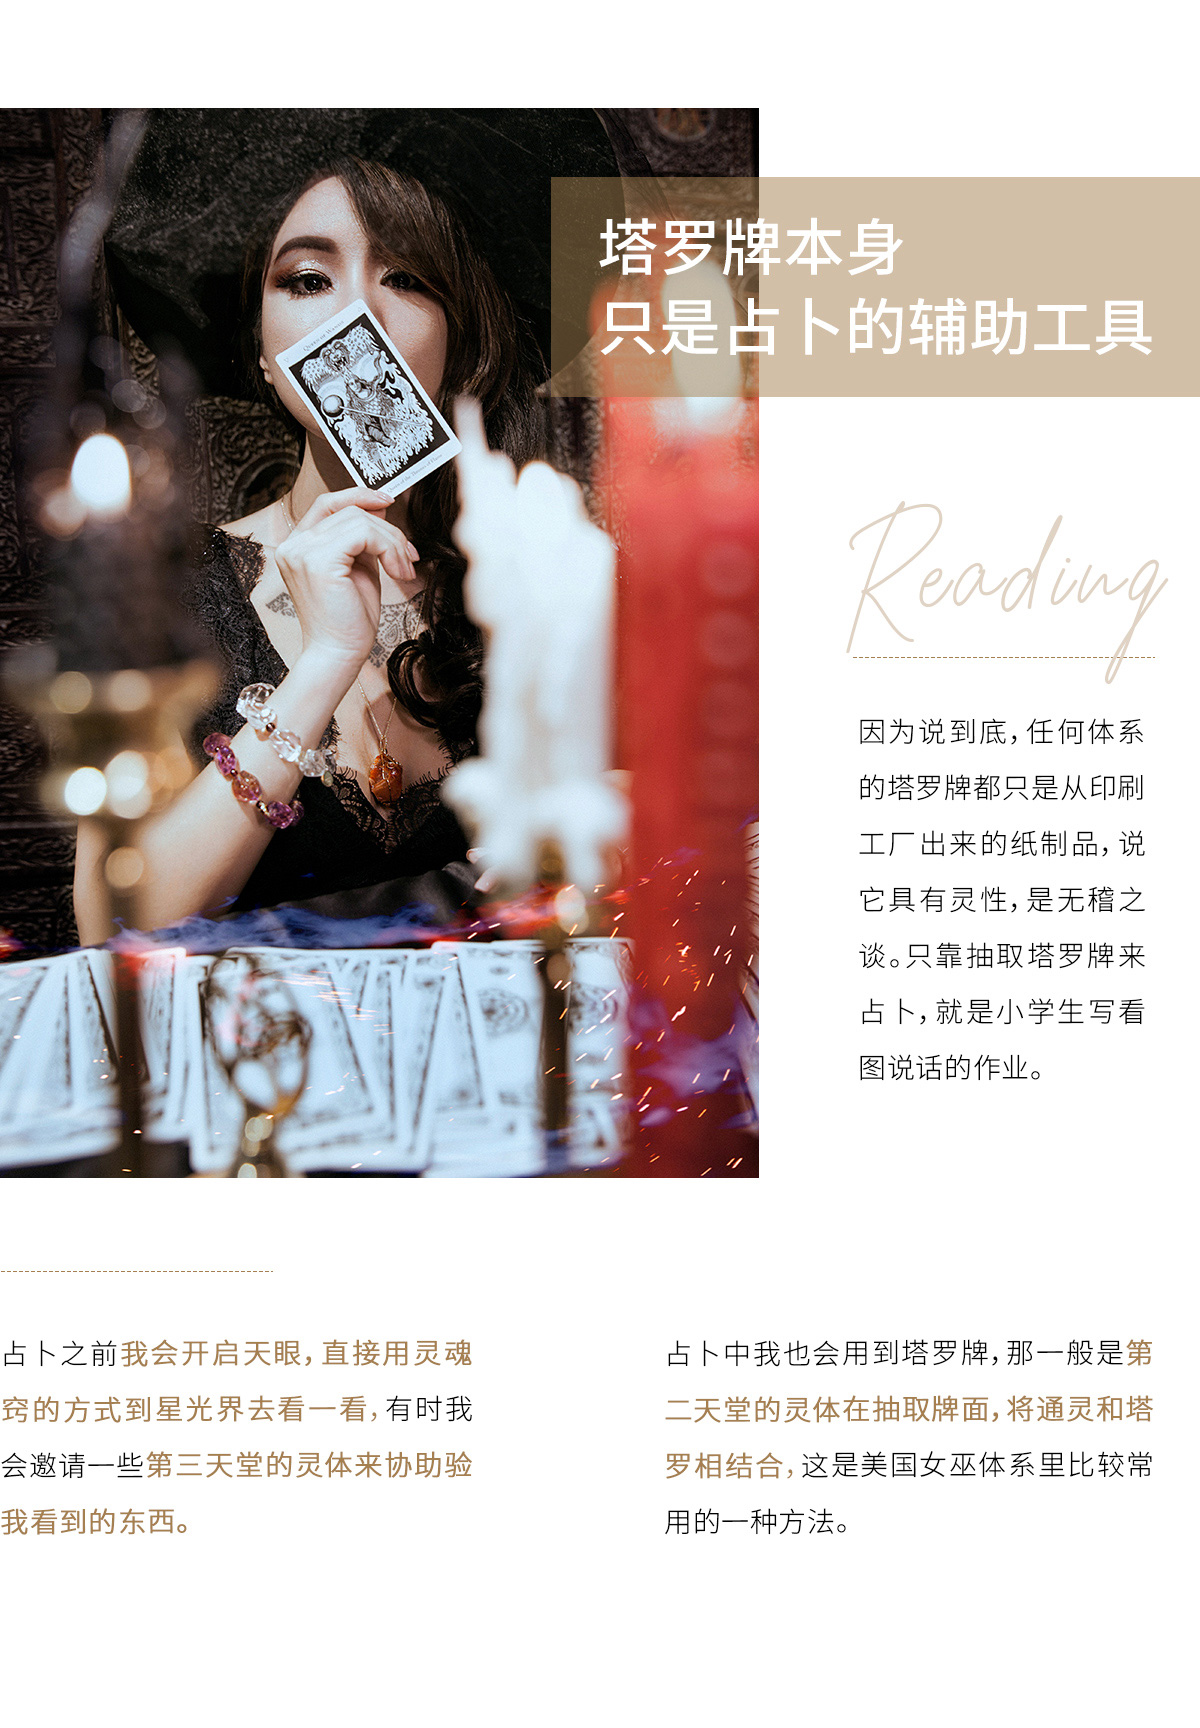 塔罗牌本身
只是占卜的辅助工具
Reading
因为说到底，任何体系
的塔罗牌都只是从印刷
工厂出来的纸制品，说
它具有灵性，是无稽之
谈。只靠抽取塔罗牌来
占卜，就是小学生写看
图说话的作业。
占卜之前我会开启天眼，直接用灵魂
窍的方式到星光界去看一看，有时我
会邀请一些第三天堂的灵体来协助验
我看到的东西。
占卜中我也会用到塔罗牌，那一般是第
二天堂的灵体在抽取牌面，将通灵和塔
罗相结合，这是美国女巫体系里比较常
用的一种方法。